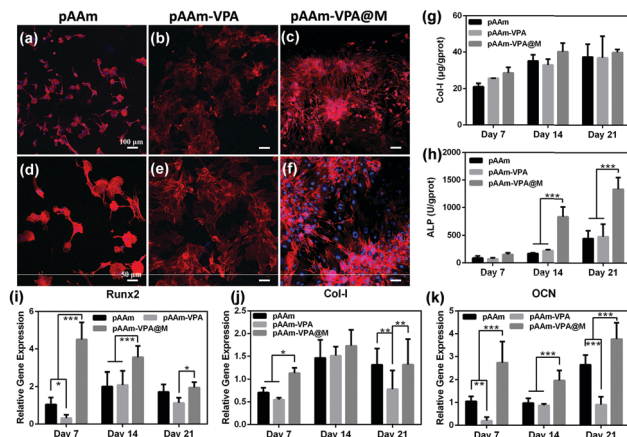 pAAm pAAm-VPA pAAm-VPA@M
(a) (b) (c)
100 μm
(d) (e) (f)
50 μm
(g)
pAAm
pAAm-VPA
pAAm-VPA@M
Col-I (μg/gprot)
60
40
20
0
Day 7 Day 14 Day 21
(h)
pAAm
pAAm-VPA
pAAm-VPA@M
*** ***
ALP (U/gprot)
2000
1500
1000
500
0
Day 7 Day 14 Day 21
(i) Runx2
pAAm pAAm-VPA
pAAm-VPA@M
* *** *** *
Relative Gene Expression
6
4
2
0
Day 7 Day 14 Day 21
(j) Col-I
pAAm
pAAm-VPA
pAAm-VPA@M
* ** **
Relative Gene Expression
2.5
2.0
1.5
1.0
0.5
0.0
Day 7 Day 14 Day 21
(k) OCN
pAAm pAAm-VPA
pAAm-VPA@M
** *** *** *** ***
Relative Gene Expression
5
4
3
2
1
0
Day 7 Day 14 Day 21